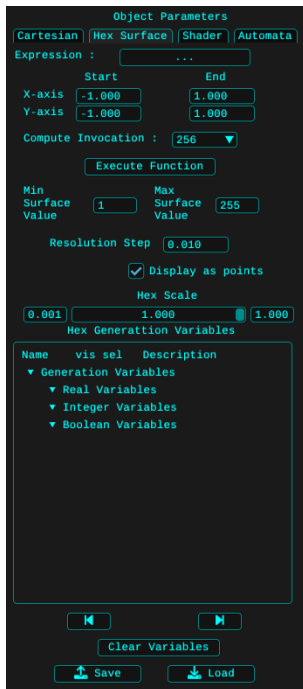 Object Parameters
Cartesian Hex Surface Shader Automata
Expression : ...
Start End
X-axis -1.000 1.000
Y-axis -1.000 1.000
Compute Invocation : 256
Execute Function
Min Surface Value 1 Max Surface Value 255
Resolution Step 0.010
Display as points
Hex Scale
0.001 1.000 1.000
Hex Generattion Variables
Name vis sel Description
Generation Variables
Real Variables
Integer Variables
Boolean Variables
Clear Variables
Save Load